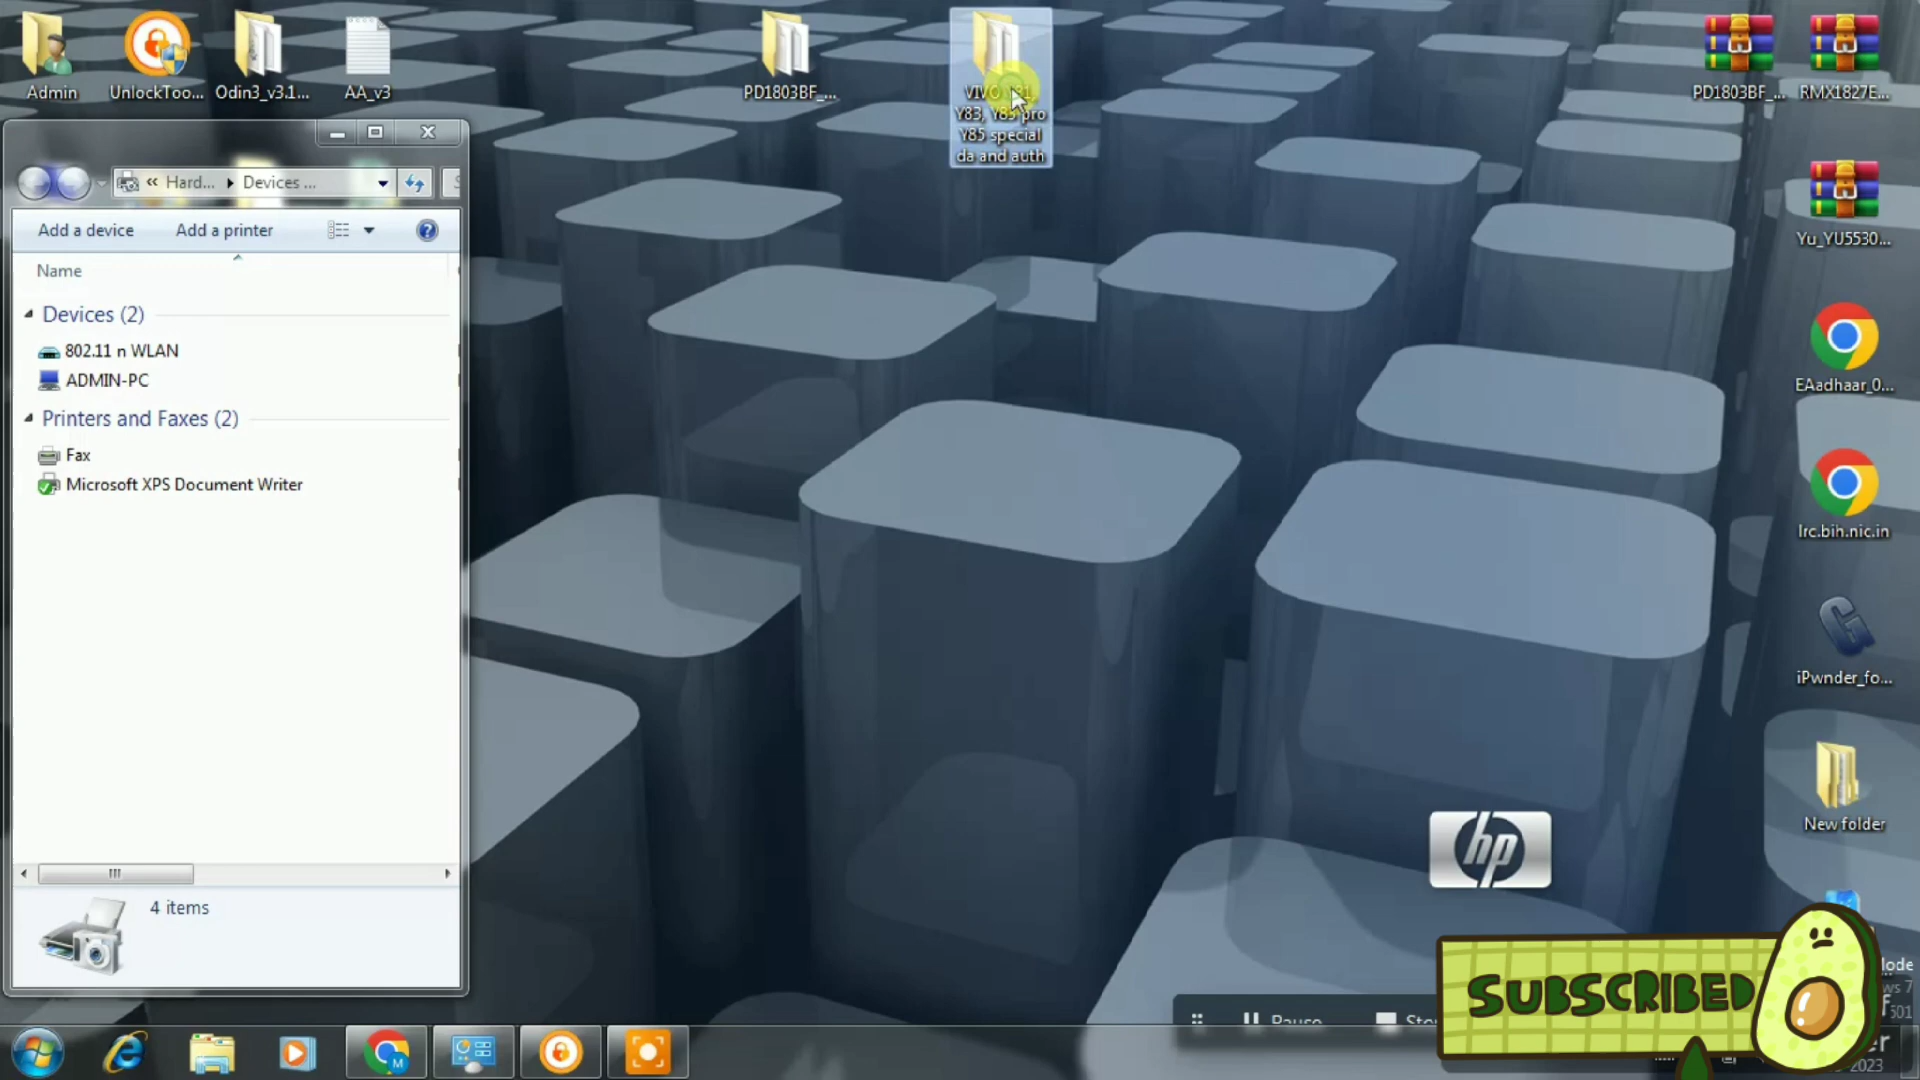 Admin
UnlockToo...
Odin3_v3.1...
AA_v3
PD1803BF_...
Y83, Y83 pro
Y85 special
da and auth
PD1803BF_...
RMX1827E...
Hard...
Devices ...
Add a device
Add a printer
Name
Devices (2)
802.11 n WLAN
ADMIN-PC
Printers and Faxes (2)
Fax
Microsoft XPS Document Writer
4 items
Yu_YU5530...
EAadhaar_0...
lrc.bih.nic.in
iPwnder_fo...
New folder
hp
Pause
SUBSCRIBED
501
2023